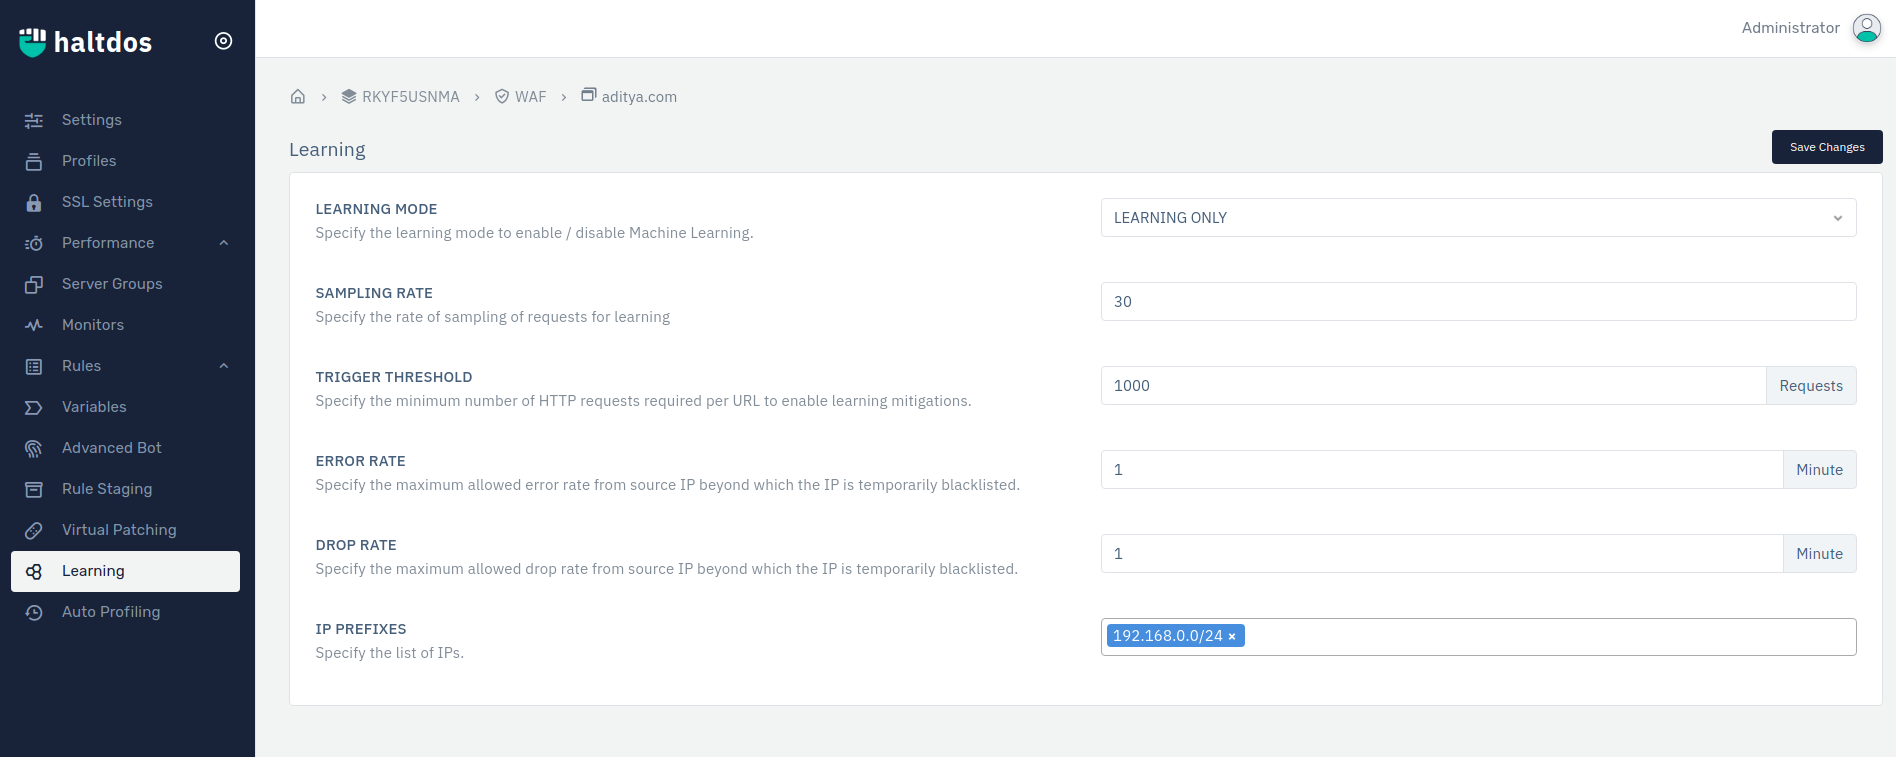 haltdos
Administrator
RKYF5USNMA
WAF
aditya.com
Settings
Profiles
SSL Settings
Performance
Server Groups
Monitors
Rules
Variables
Advanced Bot
Rule Staging
Virtual Patching
Learning
Auto Profiling
Learning
Save Changes
LEARNING MODE
Specify the learning mode to enable / disable Machine Learning.
LEARNING ONLY
SAMPLING RATE
Specify the rate of sampling of requests for learning
30
TRIGGER THRESHOLD
Specify the minimum number of HTTP requests required per URL to enable learning mitigations.
1000
Requests
ERROR RATE
Specify the maximum allowed error rate from source IP beyond which the IP is temporarily blacklisted.
1
Minute
DROP RATE
Specify the maximum allowed drop rate from source IP beyond which the IP is temporarily blacklisted.
1
Minute
IP PREFIXES
Specify the list of IPs.
192.168.0.0/24 ×